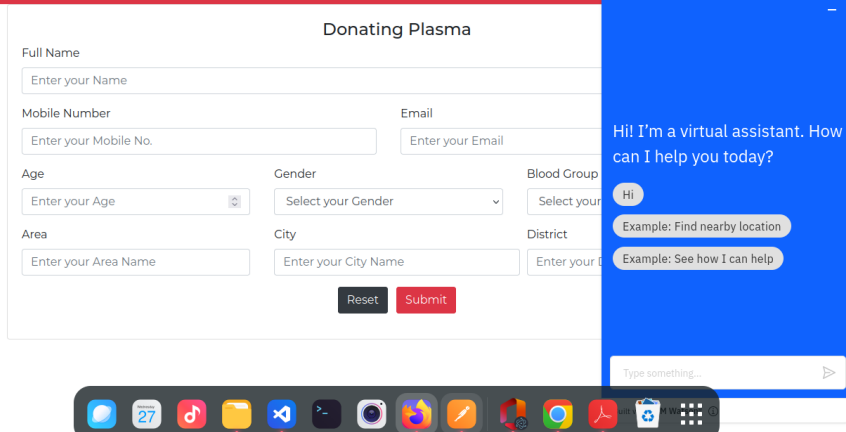 Donating Plasma
Full Name
Enter your Name
Mobile Number Email
Enter your Mobile No. Enter your Email
Age Gender Blood Group
Enter your Age Select your Gender Select your
Area City District
Enter your Area Name Enter your City Name Enter your
Reset Submit
Hi! I'm a virtual assistant. How
can I help you today?
Hi
Example: Find nearby location
Example: See how I can help
Type something...
27